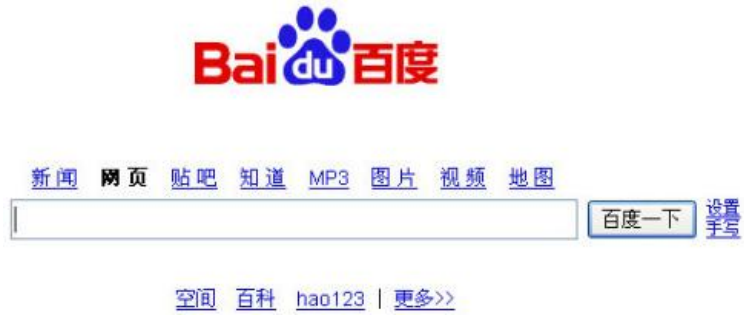 Bai du 百度
新闻 网页 贴吧 知道 MP3 图片 视频 地图
百度一下 设置
手写
空间 百科 hao123 | 更多>>